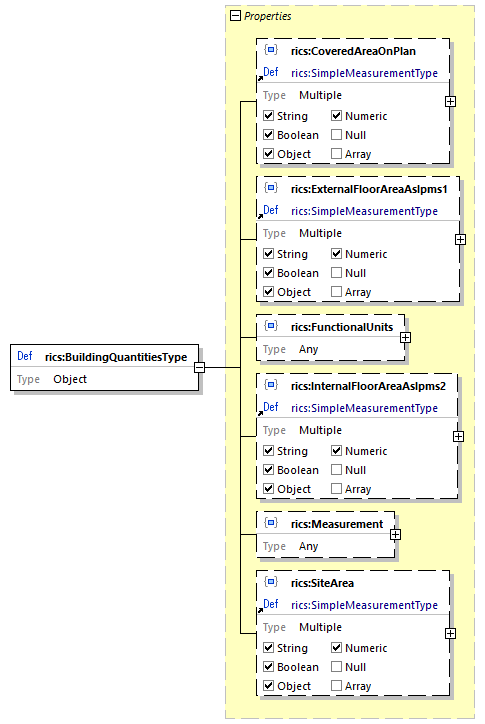 Properties
rics:CoveredAreaOnPlan
Def rics:SimpleMeasurementType
Type Multiple
String Numeric
Boolean Null
Object Array
rics:ExternalFloorAreaAsIpms1
Def rics:SimpleMeasurementType
Type Multiple
String Numeric
Boolean Null
Object Array
rics:FunctionalUnits
Type Any
Def rics:BuildingQuantitiesType
Type Object
rics:InternalFloorAreaAsIpms2
Def rics:SimpleMeasurementType
Type Multiple
String Numeric
Boolean Null
Object Array
rics:Measurement
Type Any
rics:SiteArea
Def rics:SimpleMeasurementType
Type Multiple
String Numeric
Boolean Null
Object Array